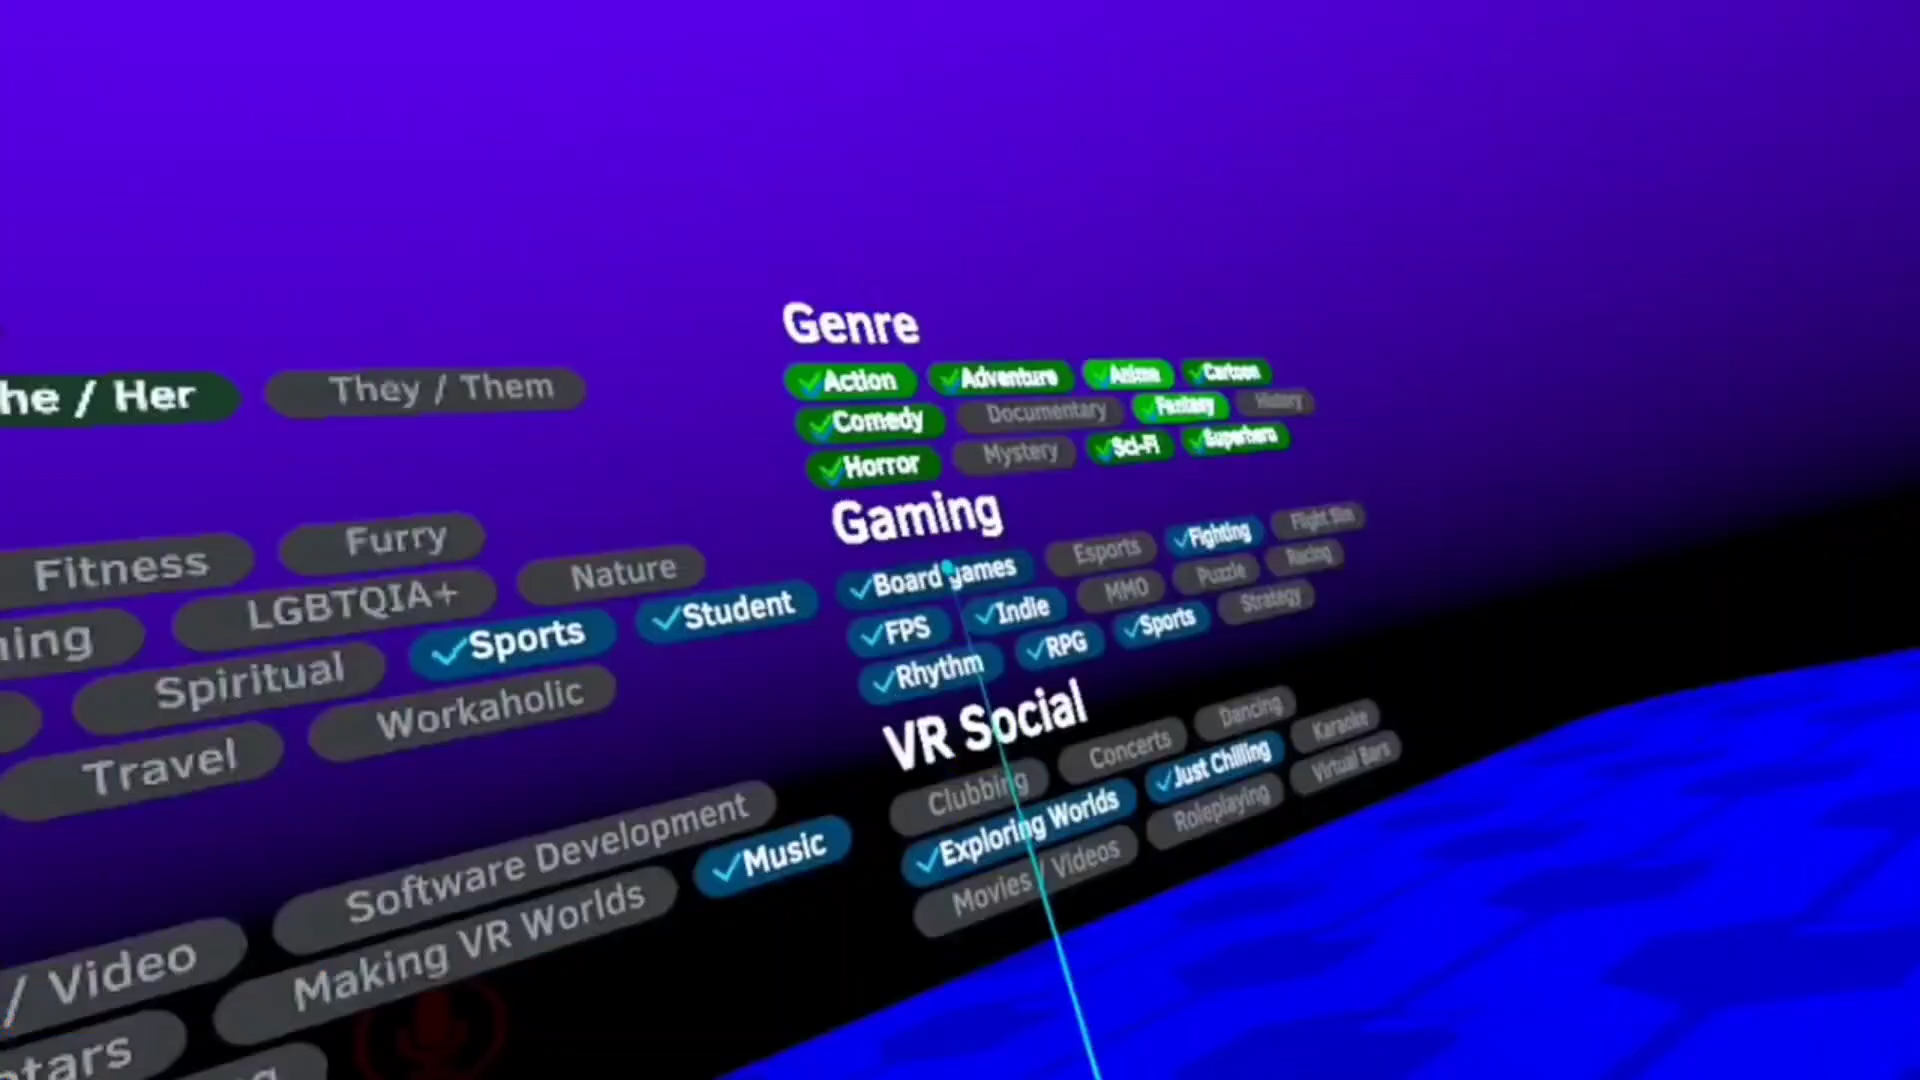 he / Her They / Them
Fitness Furry
ning LGBTQIA+ Nature
Spiritual Sports Student
Travel Workaholic
Software Development
/ Video Making VR Worlds Music
tars
Genre
Action Adventure Anime Cartoon
Comedy Documentary Fantasy History
Horror Mystery Sci-Fi Superhero
Gaming
Board games Esports Fighting Flight Sim
FPS Indie MMO Puzzle Racing
Rhythm RPG Sports Strategy
VR Social
Clubbing Concerts Dancing
Exploring Worlds Just Chilling Karaoke
Movies / Videos Roleplaying Virtual Bars